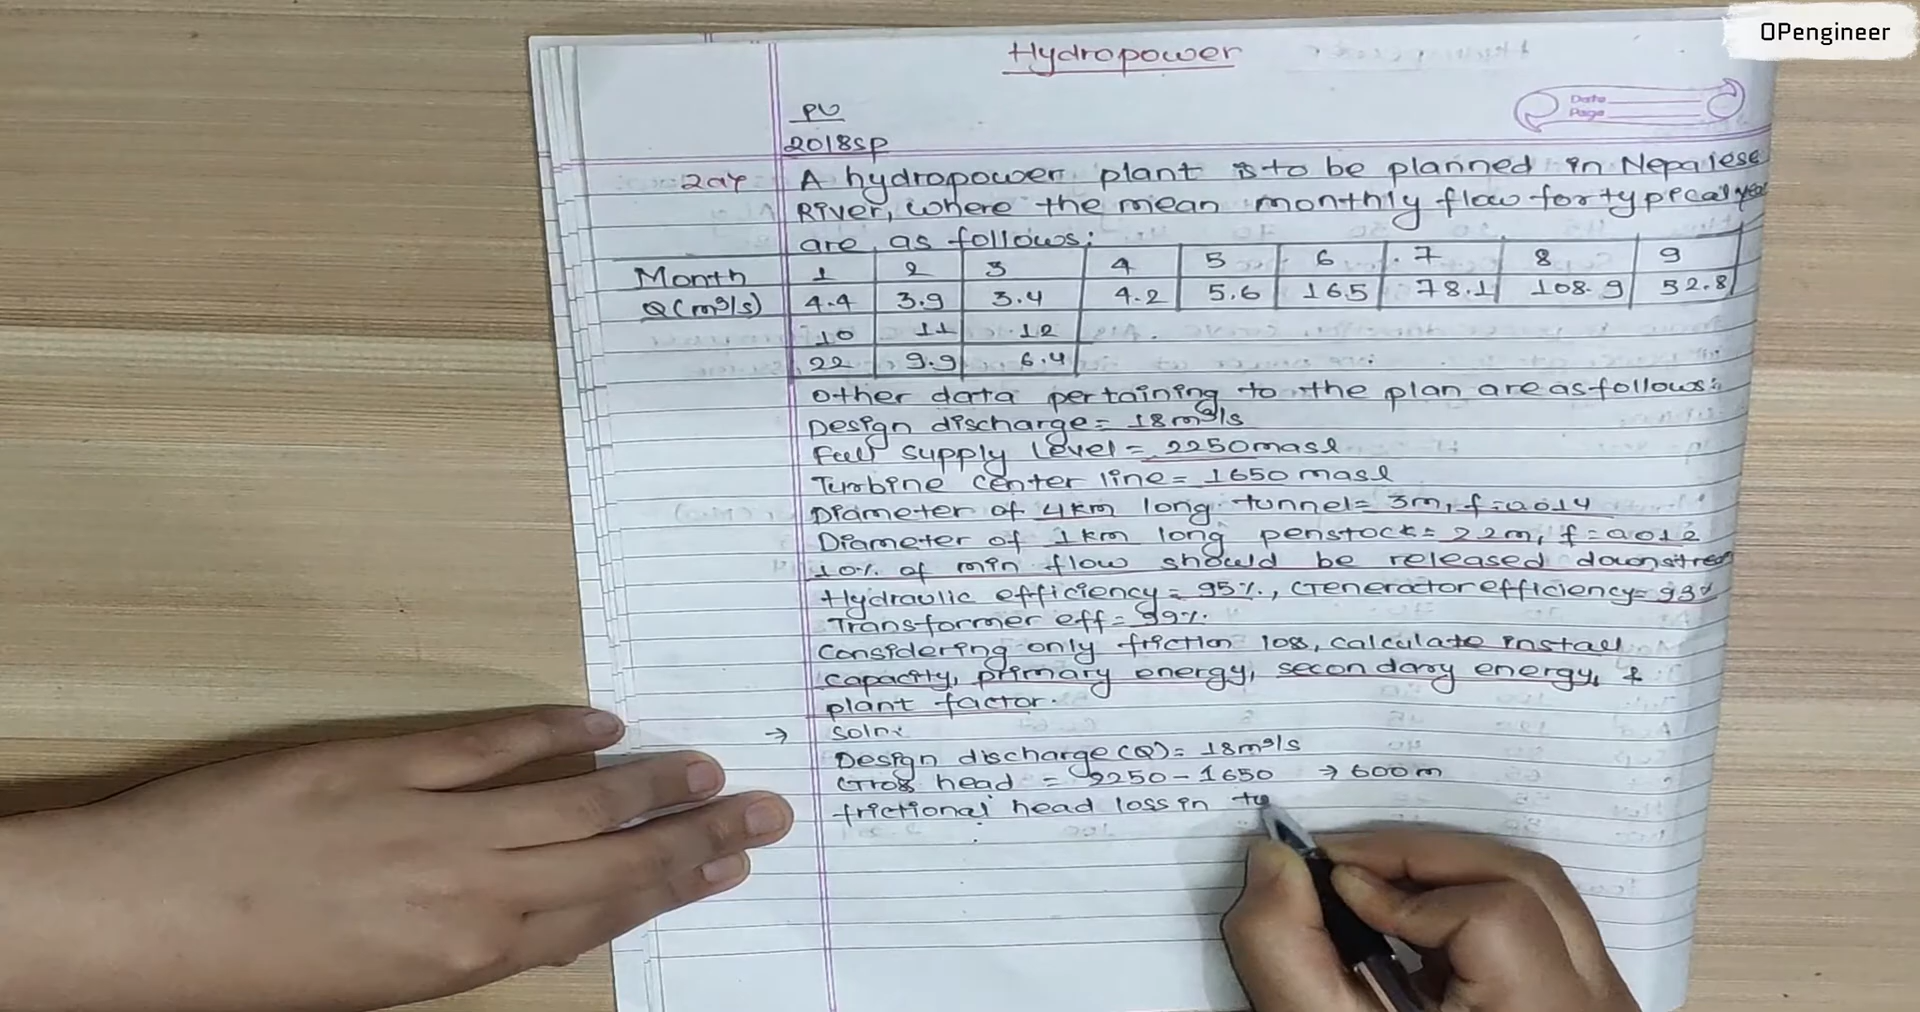 OPengineer
Hydropower
Date
Page
PU
2018sp
2a) A hydropower plant is to be planned in Nepalese
River, where the mean monthly flow for typical year
are as follows:
Month 1 2 3 4 5 6 7 8 9
Q(m3/s) 4.4 3.9 3.4 4.2 5.6 16.5 78.1 108.9 52.8
10 11 12
22 9.9 6.4
Other data pertaining to the plan are as follows:
Design discharge = 18m3/s
Full supply level = 2250masl
Turbine center line = 1650masl
Diameter of 4km long tunnel = 3m, f=0.014
Diameter of 1km long penstock = 2.2m, f=0.012
10% of min flow should be released downstream
Hydraulic efficiency = 95%, Generator efficiency = 93%
Transformer eff = 99%.
Considering only friction loss, calculate install
capacity, primary energy, secondary energy, &
plant factor.
→ Soln:
Design discharge (Q) = 18m3/s
Gross head = 2250 - 1650 → 600m
frictional head loss in tu